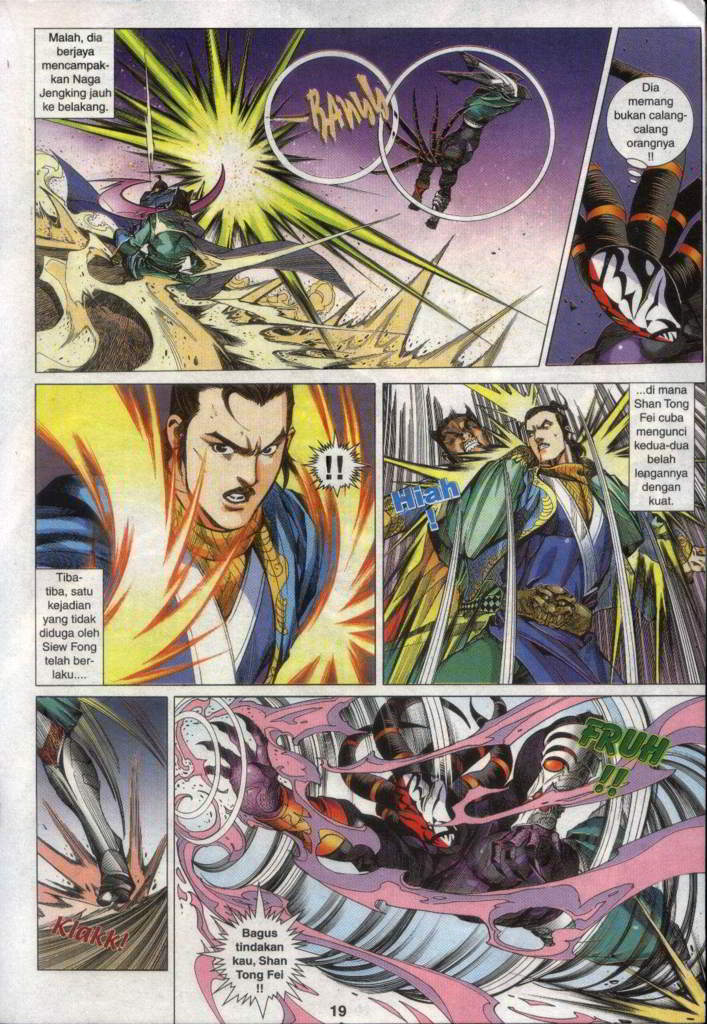 Malah, dia
berjaya
mencampak-
kan Naga
Jengking jauh
ke belakang.
BANGG
Dia
memang
bukan calang-
calang
orangnya
!!
!!
Tiba-
tiba, satu
kejadian
yang tidak
diduga oleh
Siew Fong
telah ber-
laku....
Hiah
!
...di mana
Shan Tong
Fei cuba
mengunci
kedua-dua
belah
lengannya
dengan
kuat.
Klakk!
FRUH
!!
Bagus
tindakan
kau, Shan
Tong Fei
!!
19